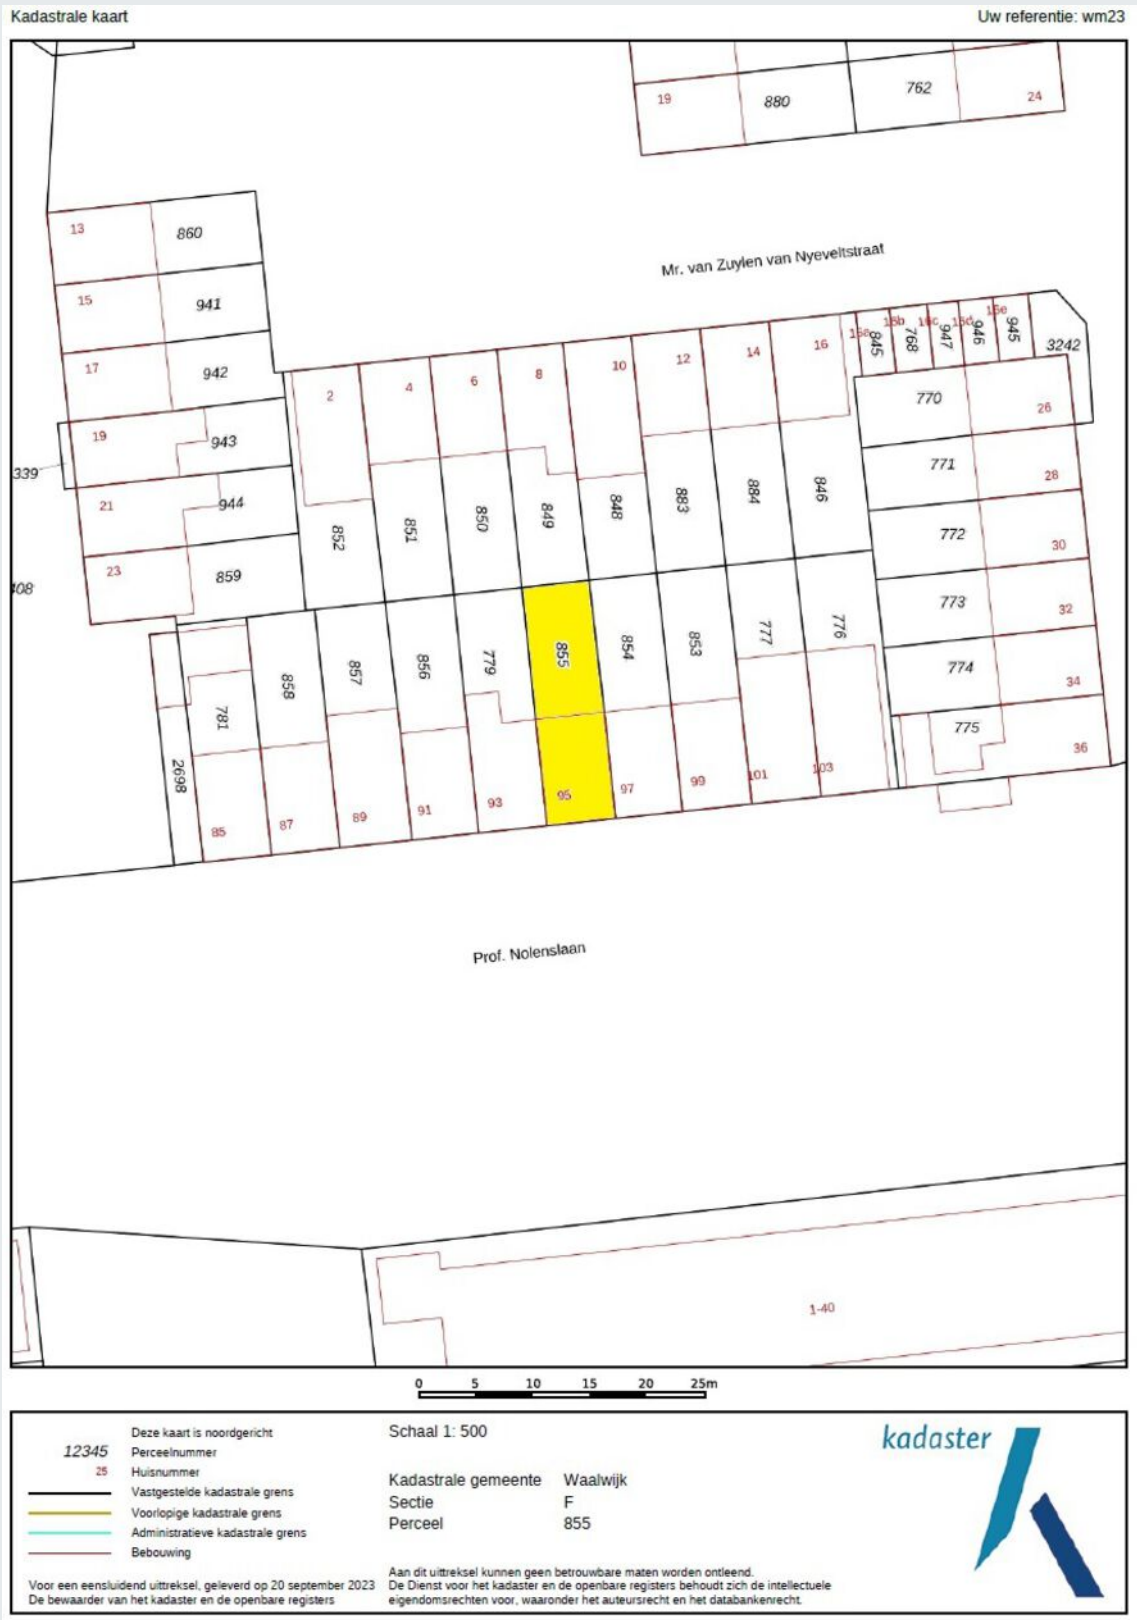 Kadastrale kaart
Uw referentie: wm23
19
880
762
24
13
860
Mr. van Zuylen van Nyeveltstraat
15
941
17
942
2
4
6
8
10
12
14
16
16a
16b
16c
16d
16e
845
768
947
946
945
3242
770
26
19
943
339
771
28
21
944
852
851
850
849
848
883
884
846
772
30
23
859
773
32
774
34
775
36
781
858
857
856
779
855
854
853
777
776
2698
85
87
89
91
93
95
97
99
101
103
Prof. Nolenslaan
1-40
0 5 10 15 20 25m
Deze kaart is noordgericht
12345 Perceelnummer
25 Huisnummer
Vastgestelde kadastrale grens
Voorlopige kadastrale grens
Administratieve kadastrale grens
Bebouwing
Voor een eensluidend uittreksel, geleverd op 20 september 2023
De bewaarder van het kadaster en de openbare registers
Schaal 1: 500
Kadastrale gemeente Waalwijk
Sectie F
Perceel 855
Aan dit uittreksel kunnen geen betrouwbare maten worden ontleend.
De Dienst voor het kadaster en de openbare registers behoudt zich de intellectuele
eigendomsrechten voor, waaronder het auteursrecht en het databankenrecht.
kadaster